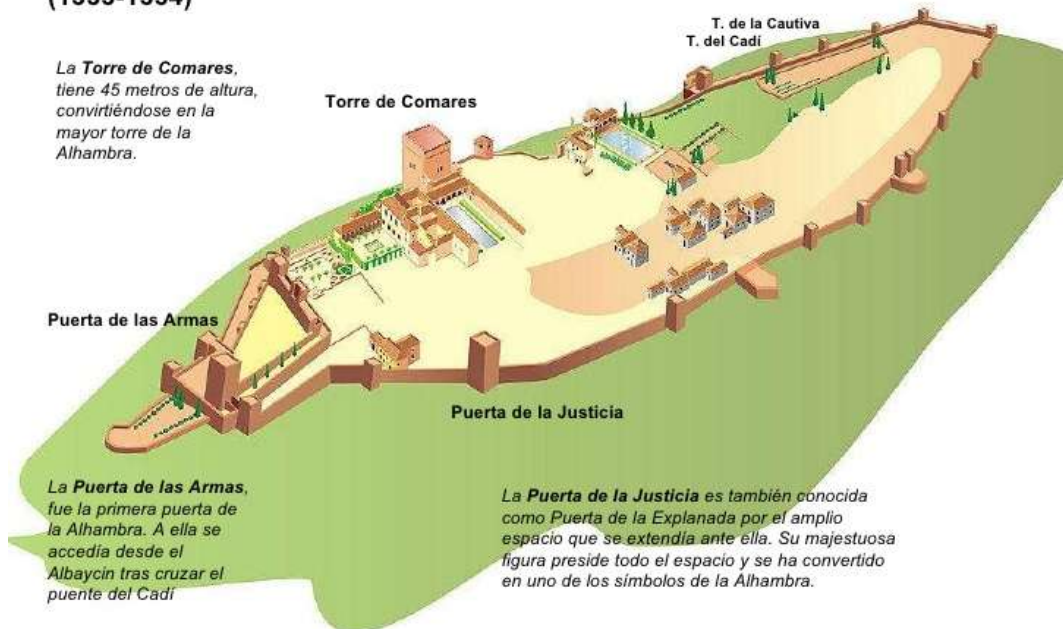 T. de la Cautiva
T. del Cadí
La Torre de Comares,
tiene 45 metros de altura,
convirtiéndose en la
mayor torre de la
Alhambra.
Torre de Comares
Puerta de las Armas
Puerta de la Justicia
La Puerta de las Armas,
fue la primera puerta de
la Alhambra. A ella se
accedía desde el
Albaycin tras cruzar el
puente del Cadí
La Puerta de la Justicia es también conocida
como Puerta de la Explanada por el amplio
espacio que se extendía ante ella. Su majestuosa
figura preside todo el espacio y se ha convertido
en uno de los símbolos de la Alhambra.